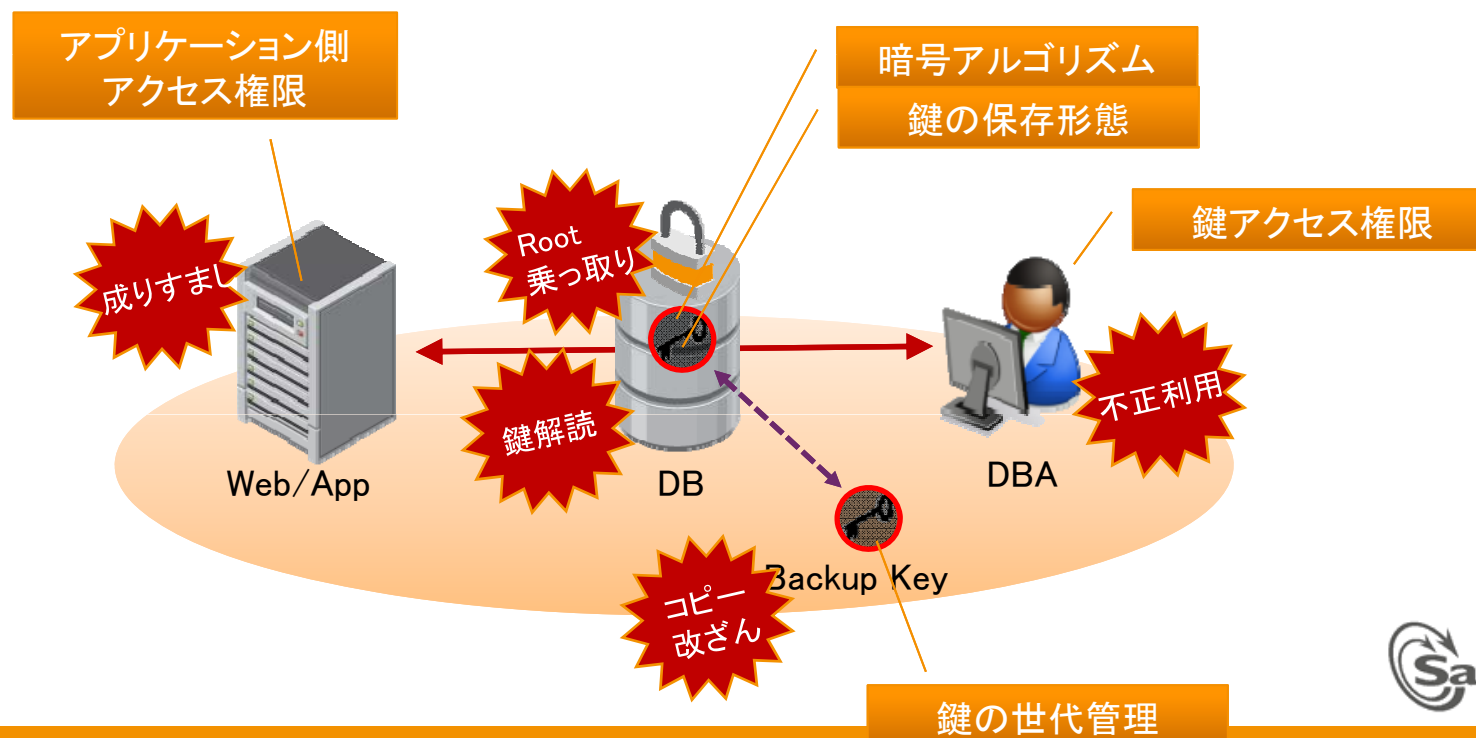 アプリケーション側
アクセス権限
暗号アルゴリズム
鍵の保存形態
鍵アクセス権限
成りすまし
Root
乗っ取り
鍵解読
不正利用
Web/App
DB
DBA
Backup Key
コピー
改ざん
鍵の世代管理
Sa